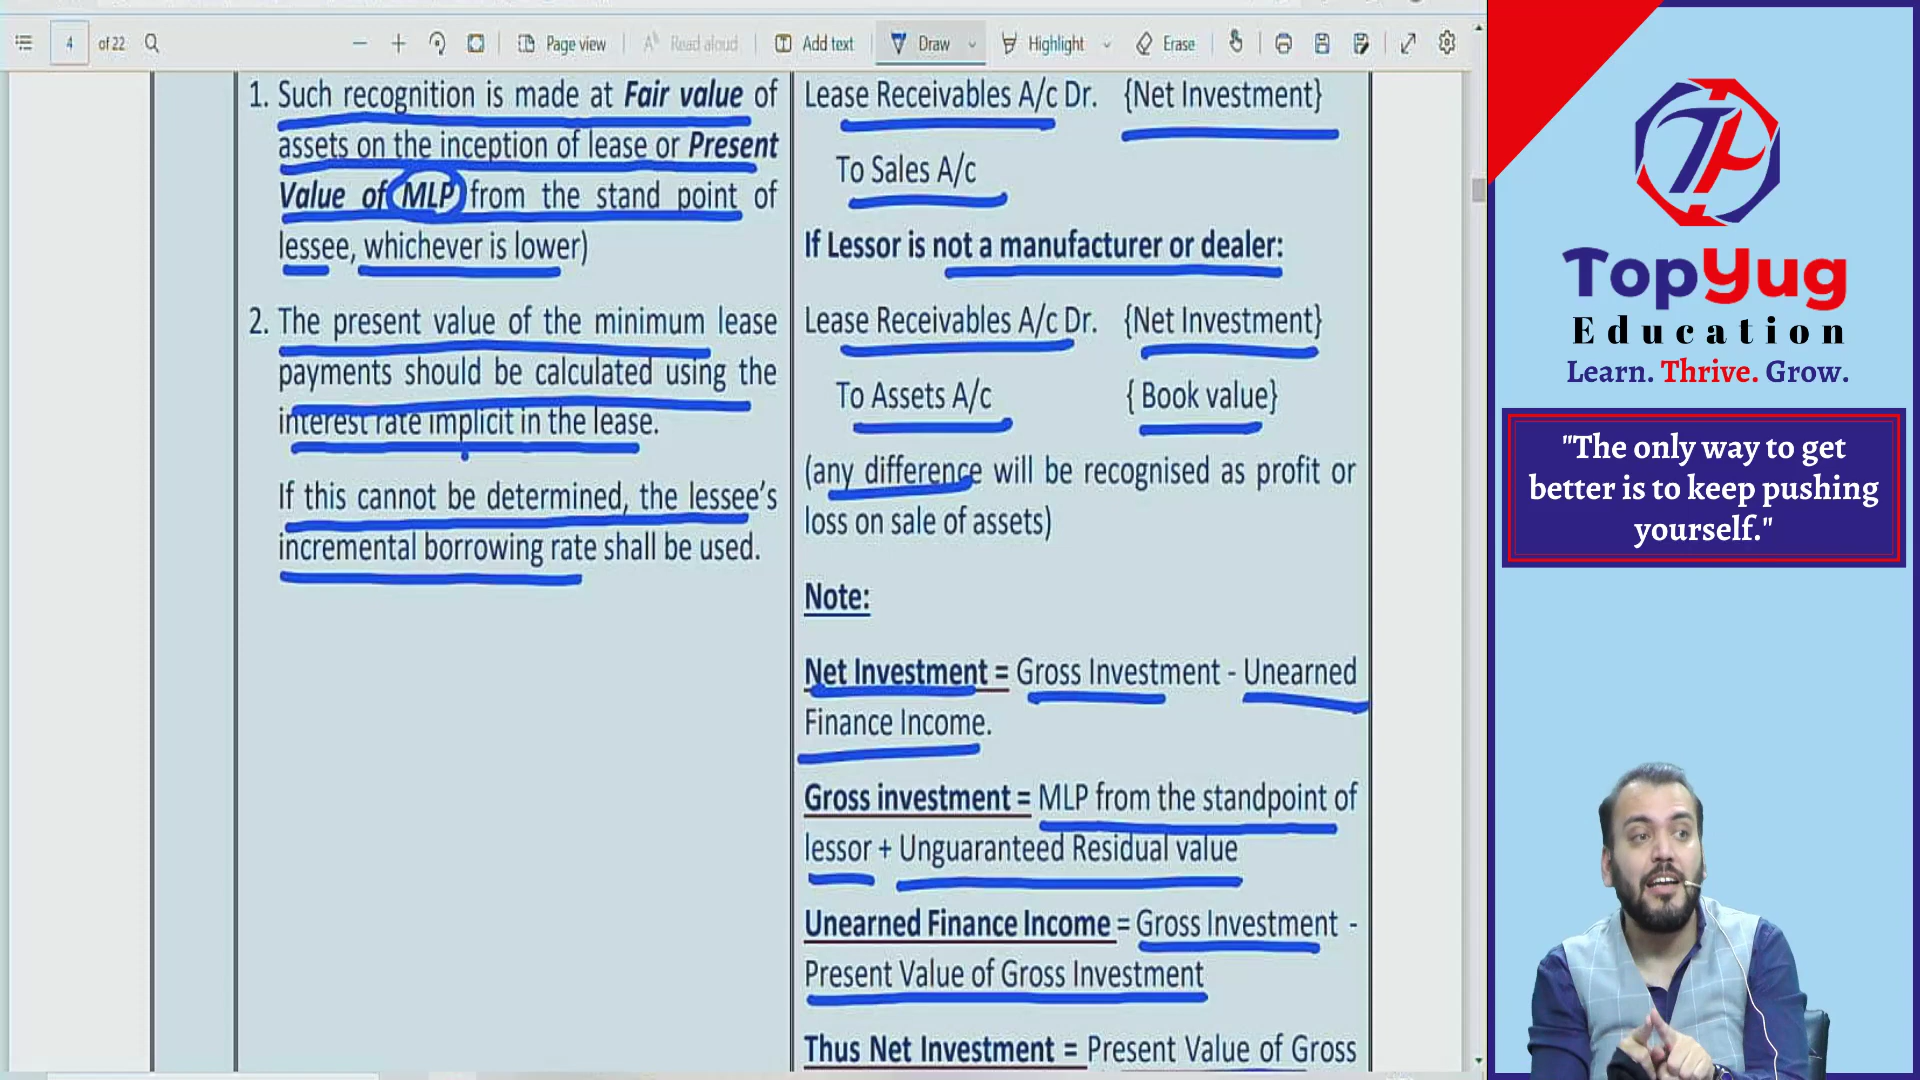 4 of 22
Page view
Read aloud
Add text
Draw
Highlight
Erase
1. Such recognition is made at Fair value of
assets on the inception of lease or Present
Value of MLP from the stand point of
lessee, whichever is lower)
2. The present value of the minimum lease
payments should be calculated using the
interest rate implicit in the lease.
If this cannot be determined, the lessee's
incremental borrowing rate shall be used.
Lease Receivables A/c Dr. {Net Investment}
To Sales A/c
If Lessor is not a manufacturer or dealer:
Lease Receivables A/c Dr. {Net Investment}
To Assets A/c { Book value}
(any difference will be recognised as profit or
loss on sale of assets)
Note:
Net Investment = Gross Investment - Unearned
Finance Income.
Gross investment = MLP from the standpoint of
lessor + Unguaranteed Residual value
Unearned Finance Income = Gross Investment -
Present Value of Gross Investment
Thus Net Investment = Present Value of Gross
TopYug
Education
Learn. Thrive. Grow.
"The only way to get
better is to keep pushing
yourself."